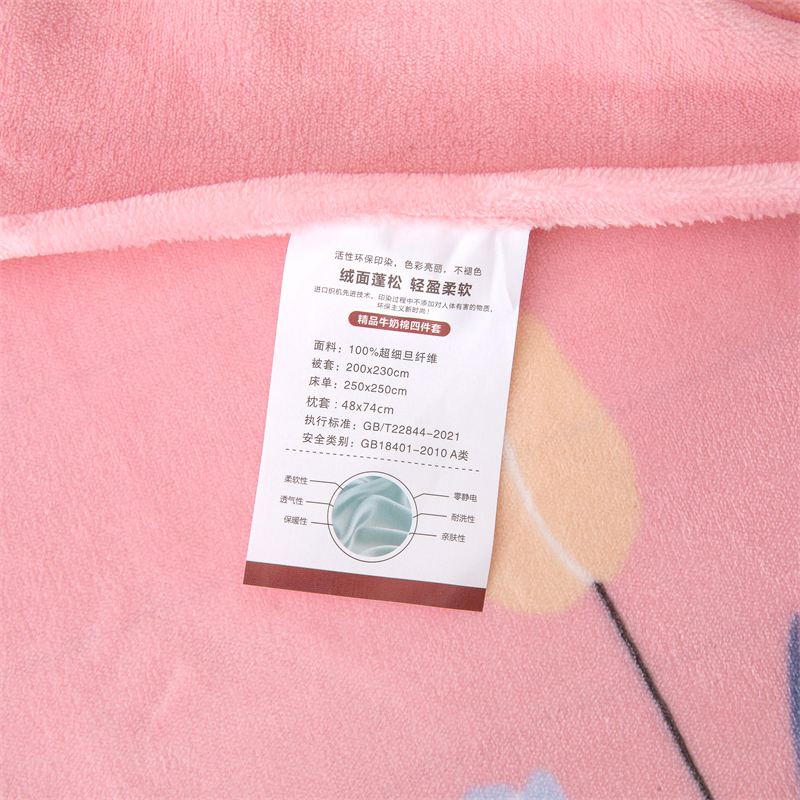 活性环保印染，色彩亮丽，不褪色
绒面蓬松 轻盈柔软
进口织机先进技术，印染过程中不添加对人体有害的物质，
环保主义新时尚！
精品牛奶棉四件套
面料：100%超细旦纤维
被套：200x230cm
床单：250x250cm
枕套：48x74cm
执行标准：GB/T22844-2021
安全类别：GB18401-2010 A类
柔软性
透气性
保暖性
零静电
耐洗性
亲肤性